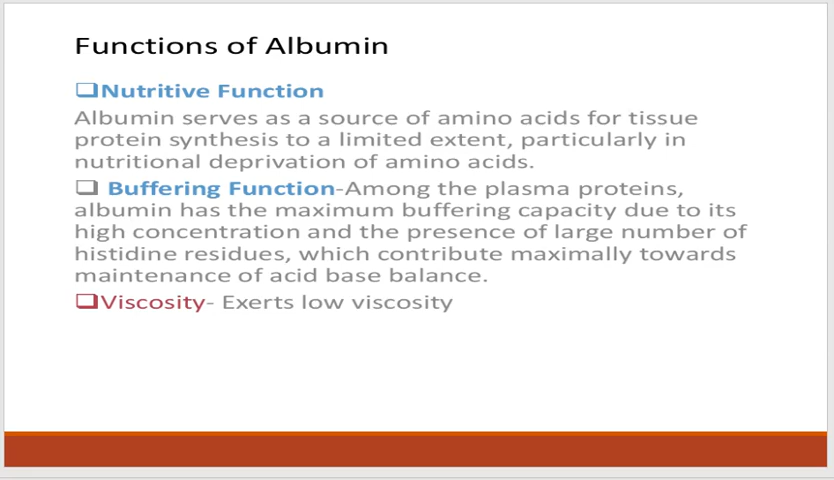 Functions of Albumin
❑Nutritive Function
Albumin serves as a source of amino acids for tissue
protein synthesis to a limited extent, particularly in
nutritional deprivation of amino acids.
❑ Buffering Function-Among the plasma proteins,
albumin has the maximum buffering capacity due to its
high concentration and the presence of large number of
histidine residues, which contribute maximally towards
maintenance of acid base balance.
❑Viscosity- Exerts low viscosity